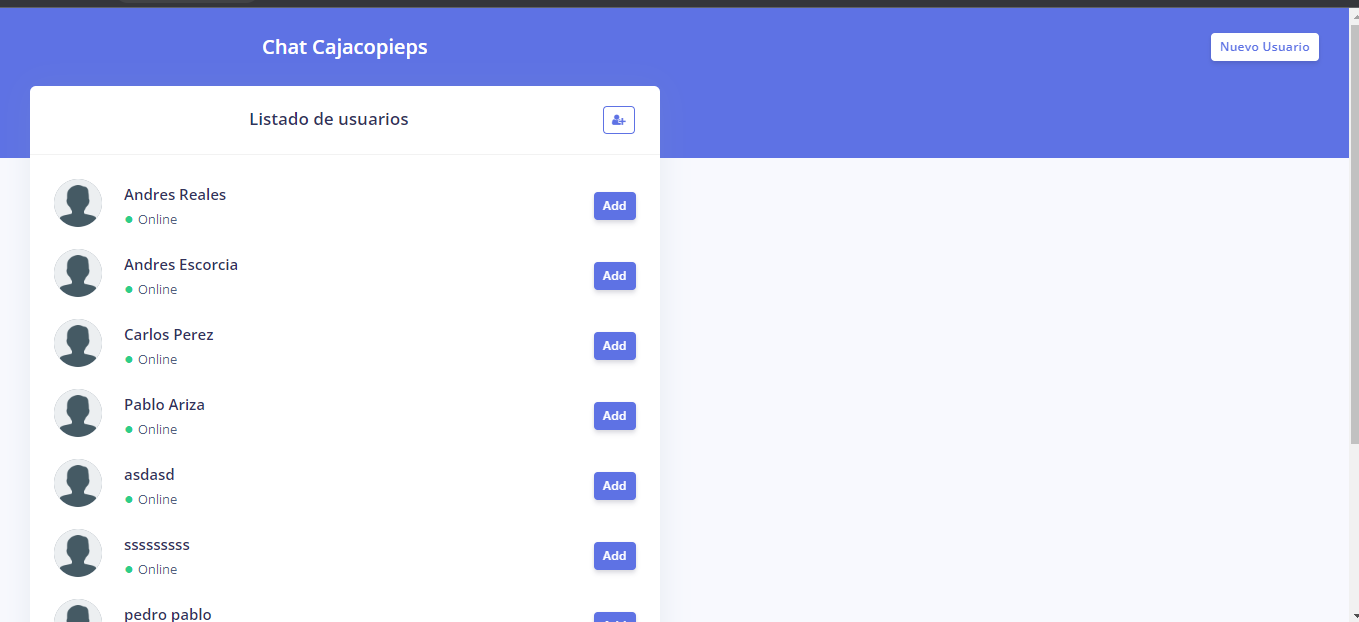 Chat Cajacopieps
Nuevo Usuario
Listado de usuarios
Andres Reales
Online
Add
Andres Escorcia
Online
Add
Carlos Perez
Online
Add
Pablo Ariza
Online
Add
asdasd
Online
Add
sssssssss
Online
Add
pedro pablo